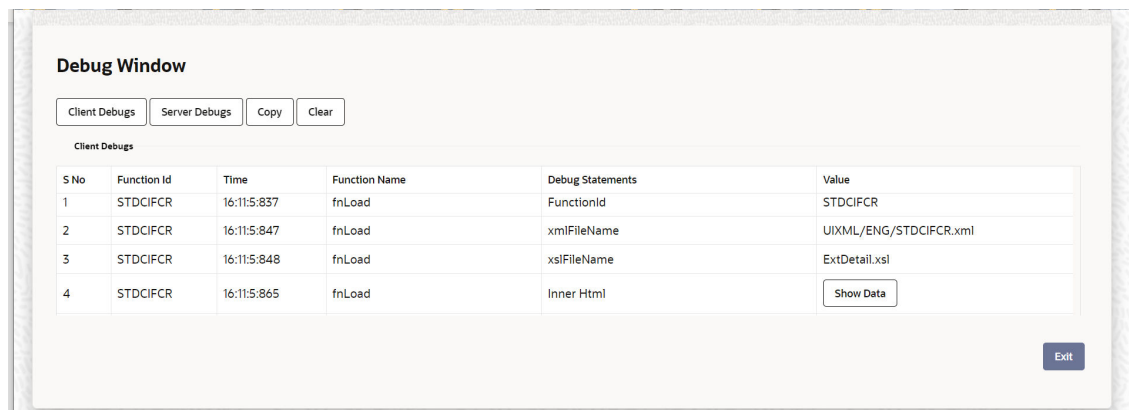 Debug Window
Client Debugs Server Debugs Copy Clear
Client Debugs
S No Function Id Time Function Name Debug Statements Value
1 STDCIFCR 16:11:5:837 fnLoad FunctionId STDCIFCR
2 STDCIFCR 16:11:5:847 fnLoad xmlFileName UIXML/ENG/STDCIFCR.xml
3 STDCIFCR 16:11:5:848 fnLoad xslFileName ExtDetail.xsl
4 STDCIFCR 16:11:5:865 fnLoad Inner Html Show Data
Exit